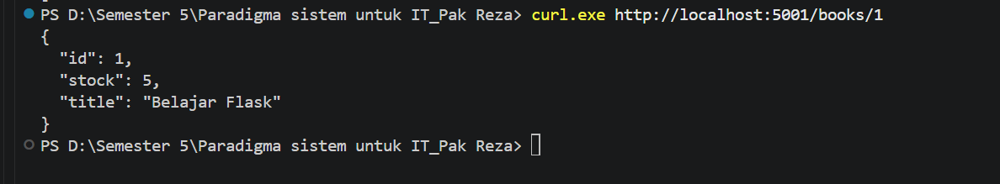 PS D:\Semester 5\Paradigma sistem untuk IT_Pak Reza> curl.exe http://localhost:5001/books/1
{
  "id": 1,
  "stock": 5,
  "title": "Belajar Flask"
}
PS D:\Semester 5\Paradigma sistem untuk IT_Pak Reza>